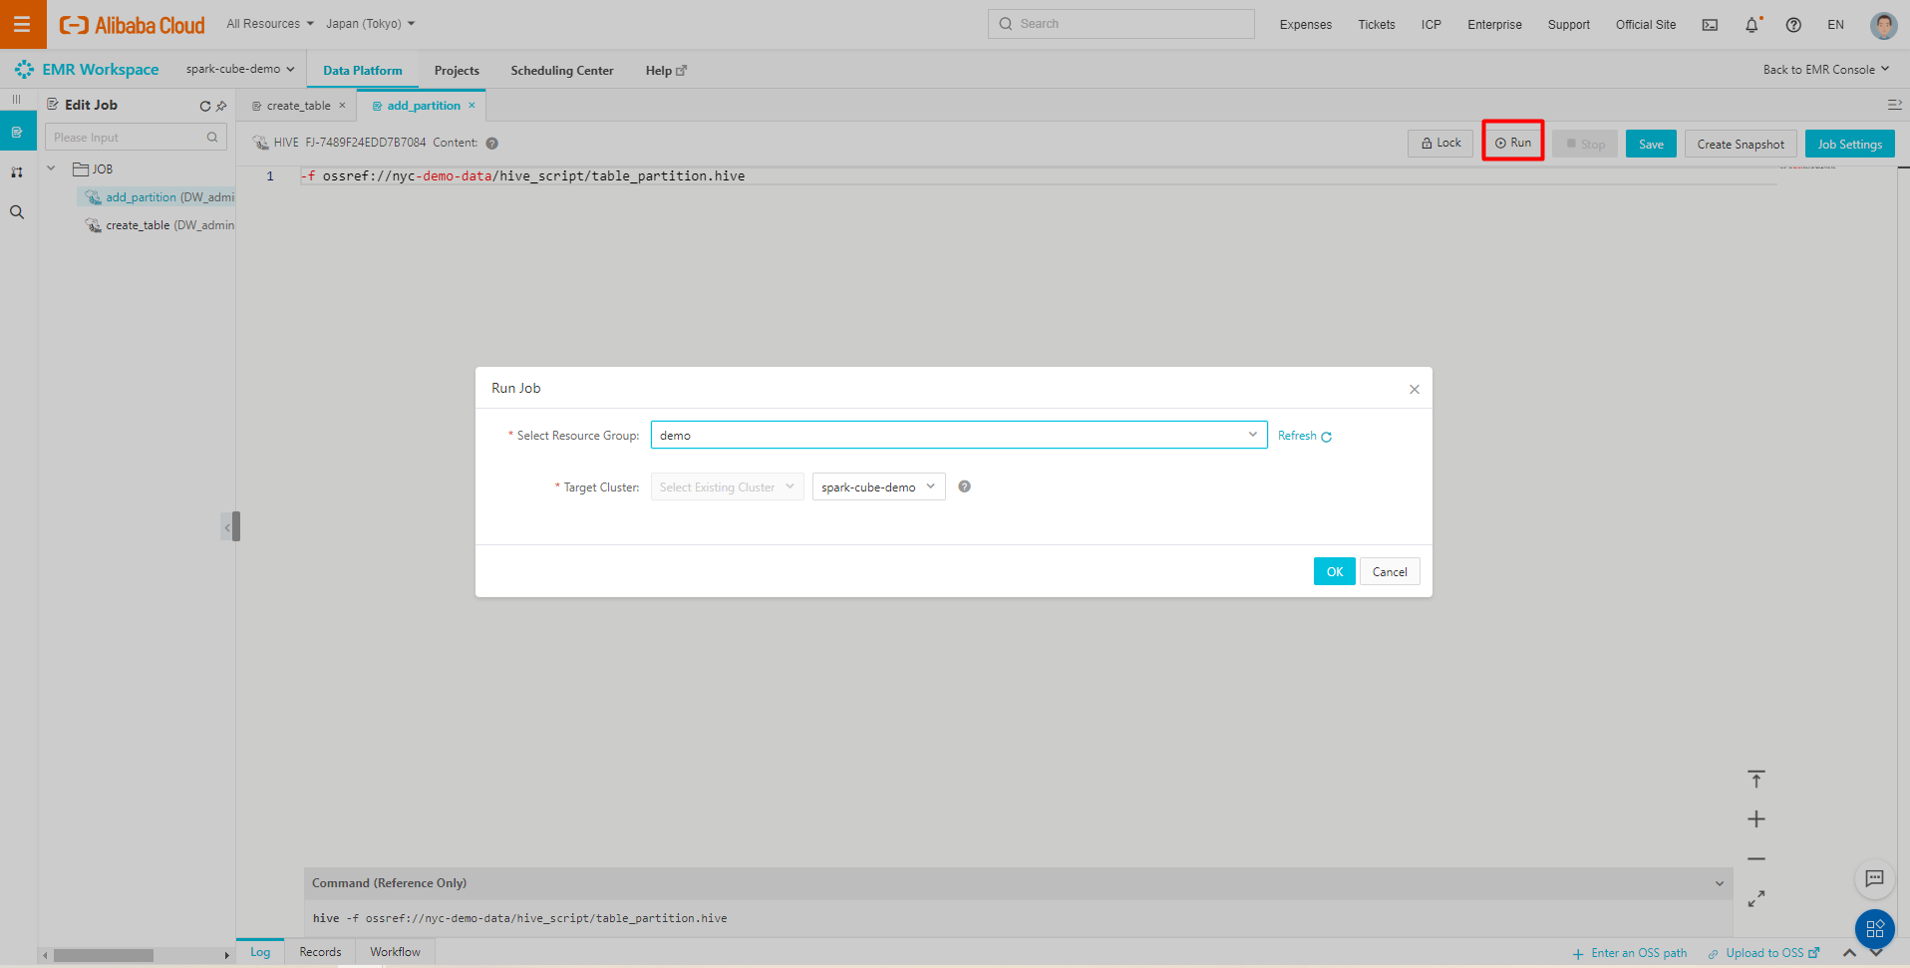 Alibaba Cloud All Resources Japan (Tokyo) Search Expenses Tickets ICP Enterprise Support Official Site EN
EMR Workspace spark-cube-demo Data Platform Projects Scheduling Center Help Back to EMR Console
Edit Job create_table × add_partition ×
Please Input
HIVE FJ-7489F24EDD7B7084 Content: Lock Run Stop Save Create Snapshot Job Settings
JOB
1 -f ossref://nyc-demo-data/hive_script/table_partition.hive
add_partition (DW_admi
create_table (DW_admin
Run Job
* Select Resource Group: demo Refresh
* Target Cluster: Select Existing Cluster spark-cube-demo
OK Cancel
Command (Reference Only)
hive -f ossref://nyc-demo-data/hive_script/table_partition.hive
Log Records Workflow Enter an OSS path Upload to OSS